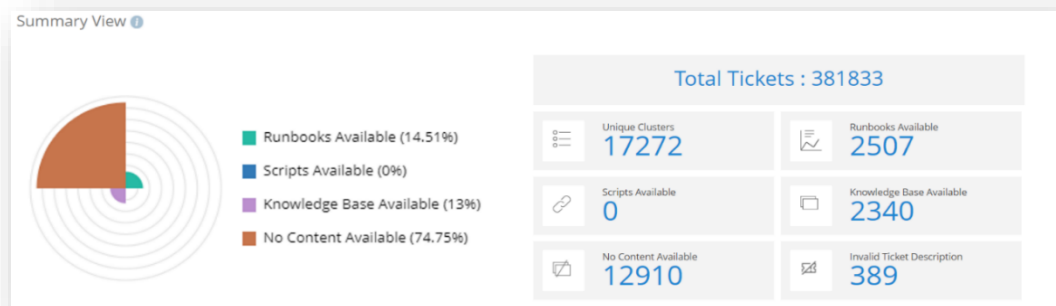 Summary View
Runbooks Available (14.51%)
Scripts Available (0%)
Knowledge Base Available (13%)
No Content Available (74.75%)
Total Tickets : 381833
Unique Clusters
17272
Runbooks Available
2507
Scripts Available
0
Knowledge Base Available
2340
No Content Available
12910
Invalid Ticket Description
389